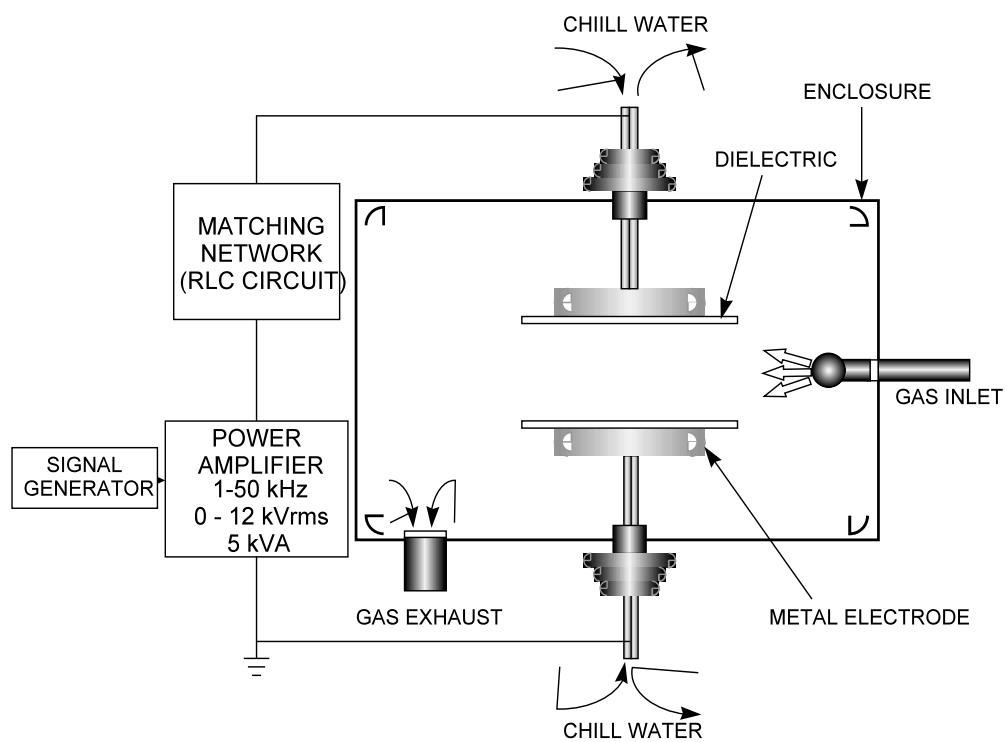 CHIILL WATER
ENCLOSURE
DIELECTRIC
MATCHING
NETWORK
(RLC CIRCUIT)
GAS INLET
POWER
AMPLIFIER
1-50 kHz
0 - 12 kVrms
5 kVA
SIGNAL
GENERATOR
GAS EXHAUST
METAL ELECTRODE
CHILL WATER